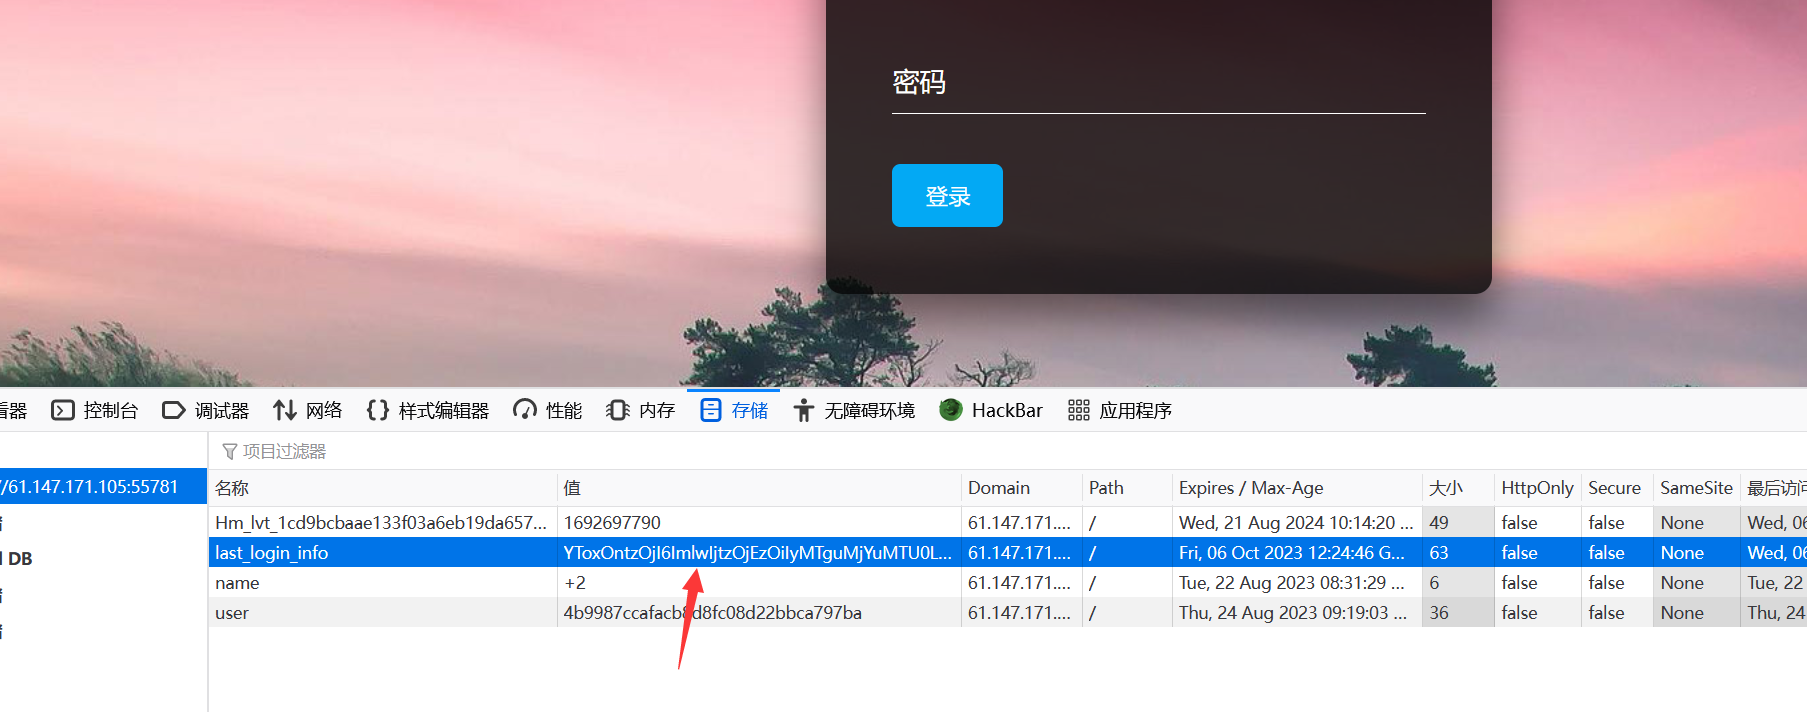 密码
登录
控制台 调试器 网络 样式编辑器 性能 内存 存储 无障碍环境 HackBar 应用程序
项目过滤器
/61.147.171.105:55781
名称 值 Domain Path Expires / Max-Age 大小 HttpOnly Secure SameSite 最后访问
Hm_lvt_1cd9bcbaae133f03a6eb19da657... 1692697790 61.147.171.... / Wed, 21 Aug 2024 10:14:20 ... 49 false false None Wed, 06
last_login_info YToxOntzOjI6ImlwIjtzOjEzOiIyMTguMjYuMTU0L... 61.147.171.... / Fri, 06 Oct 2023 12:24:46 G... 63 false false None Wed, 06
DB
name +2 61.147.171.... / Tue, 22 Aug 2023 08:31:29 ... 6 false false None Tue, 22
user 4b9987ccafacb8d8fc08d22bbca797ba 61.147.171.... / Thu, 24 Aug 2023 09:19:03 ... 36 false false None Thu, 24